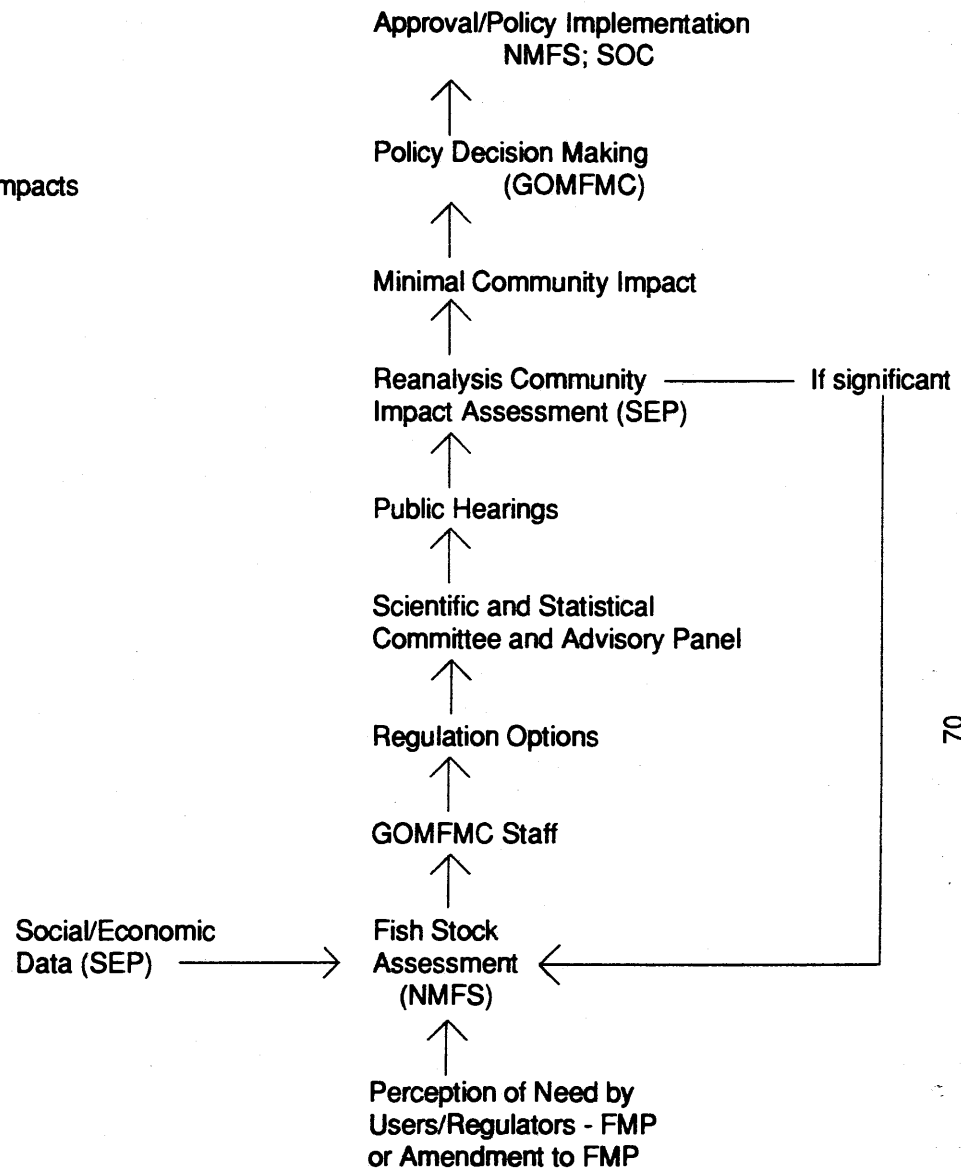 Approval/Policy Implementation
NMFS; SOC
Policy Decision Making
(GOMFMC)
mpacts
Minimal Community Impact
Reanalysis Community
Impact Assessment (SEP)
If significant
Public Hearings
Scientific and Statistical
Committee and Advisory Panel
Regulation Options
70
GOMFMC Staff
Social/Economic
Data (SEP)
Fish Stock
Assessment
(NMFS)
Perception of Need by
Users/Regulators - FMP
or Amendment to FMP